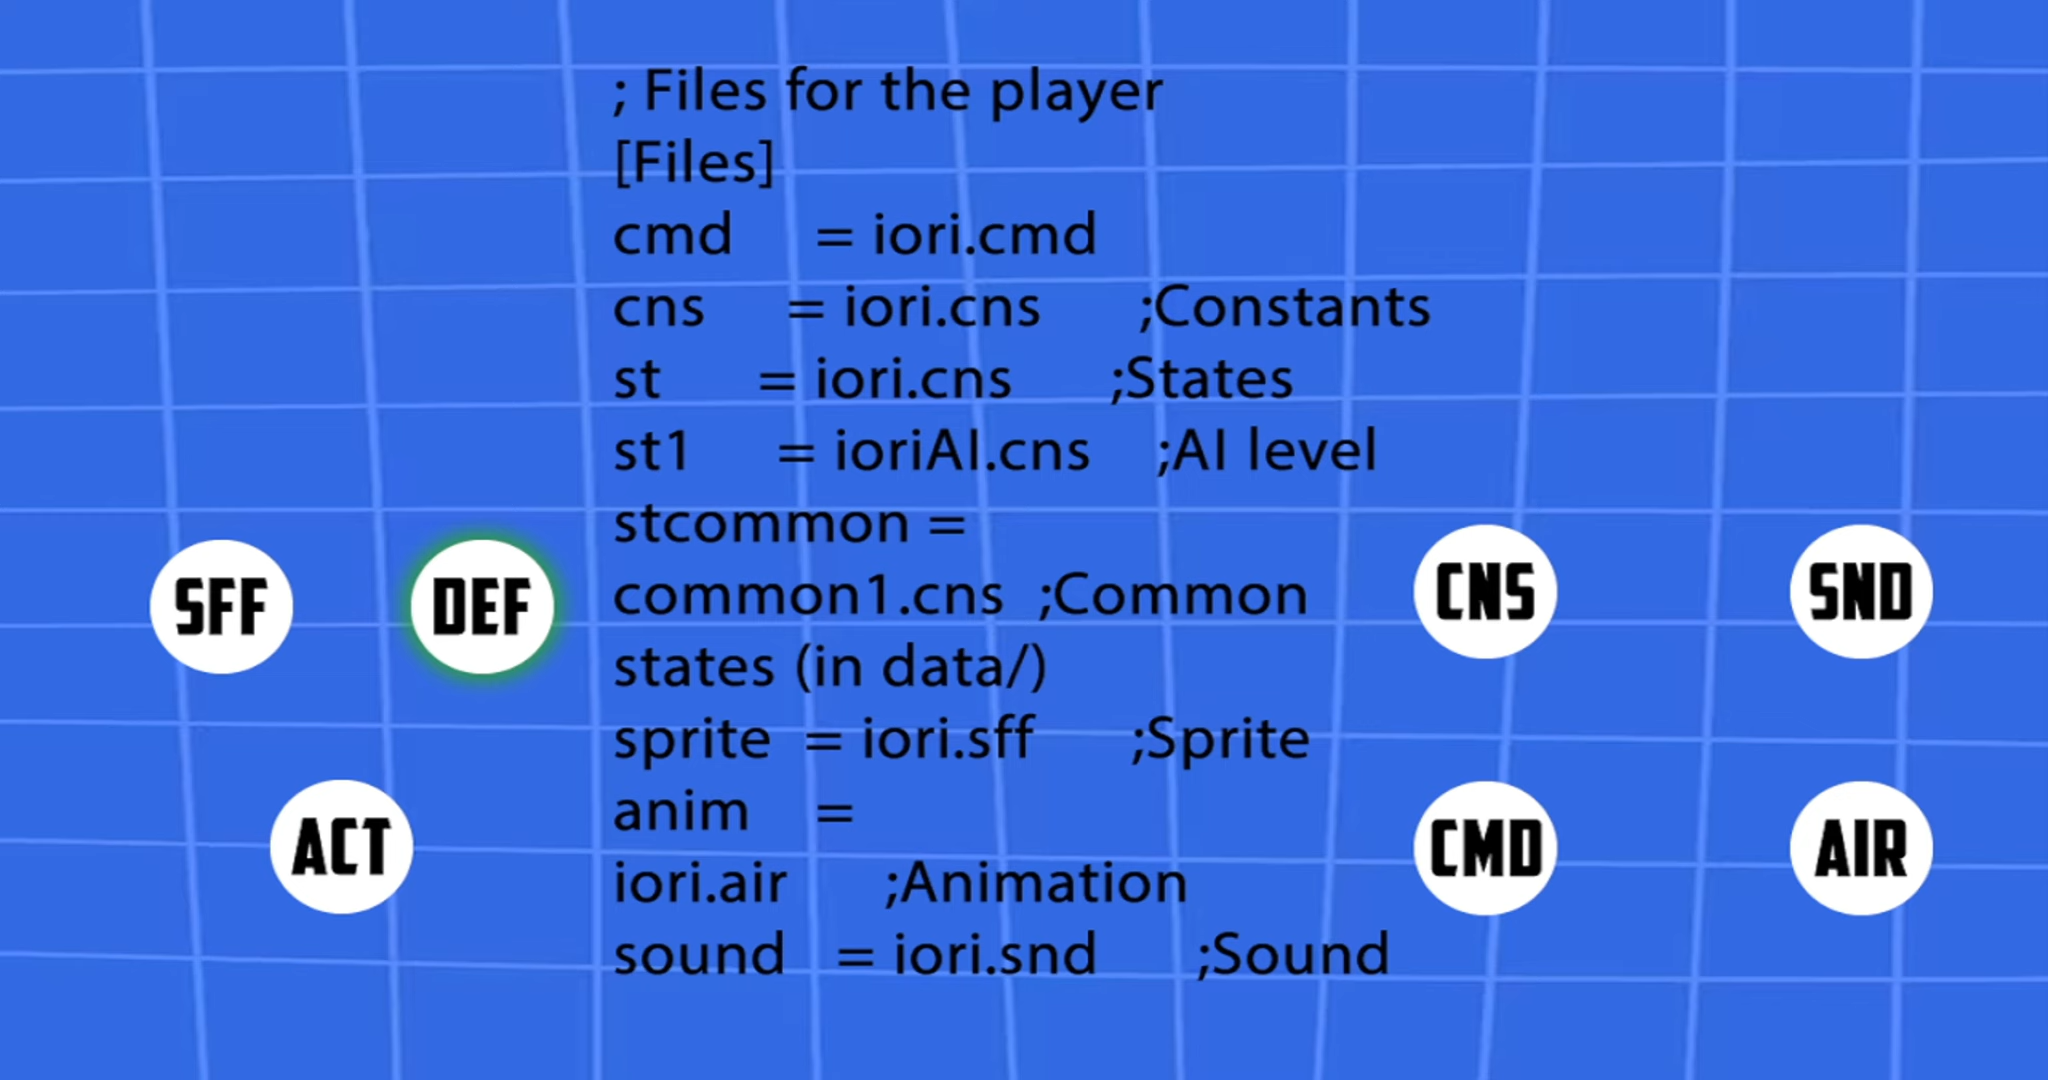 ; Files for the player
[Files]
cmd = iori.cmd
cns = iori.cns ;Constants
st = iori.cns ;States
st1 = ioriAI.cns ;AI level
stcommon =
common1.cns ;Common
states (in data/)
sprite = iori.sff ;Sprite
anim =
iori.air ;Animation
sound = iori.snd ;Sound
SFF
DEF
ACT
CNS
SND
CMD
AIR